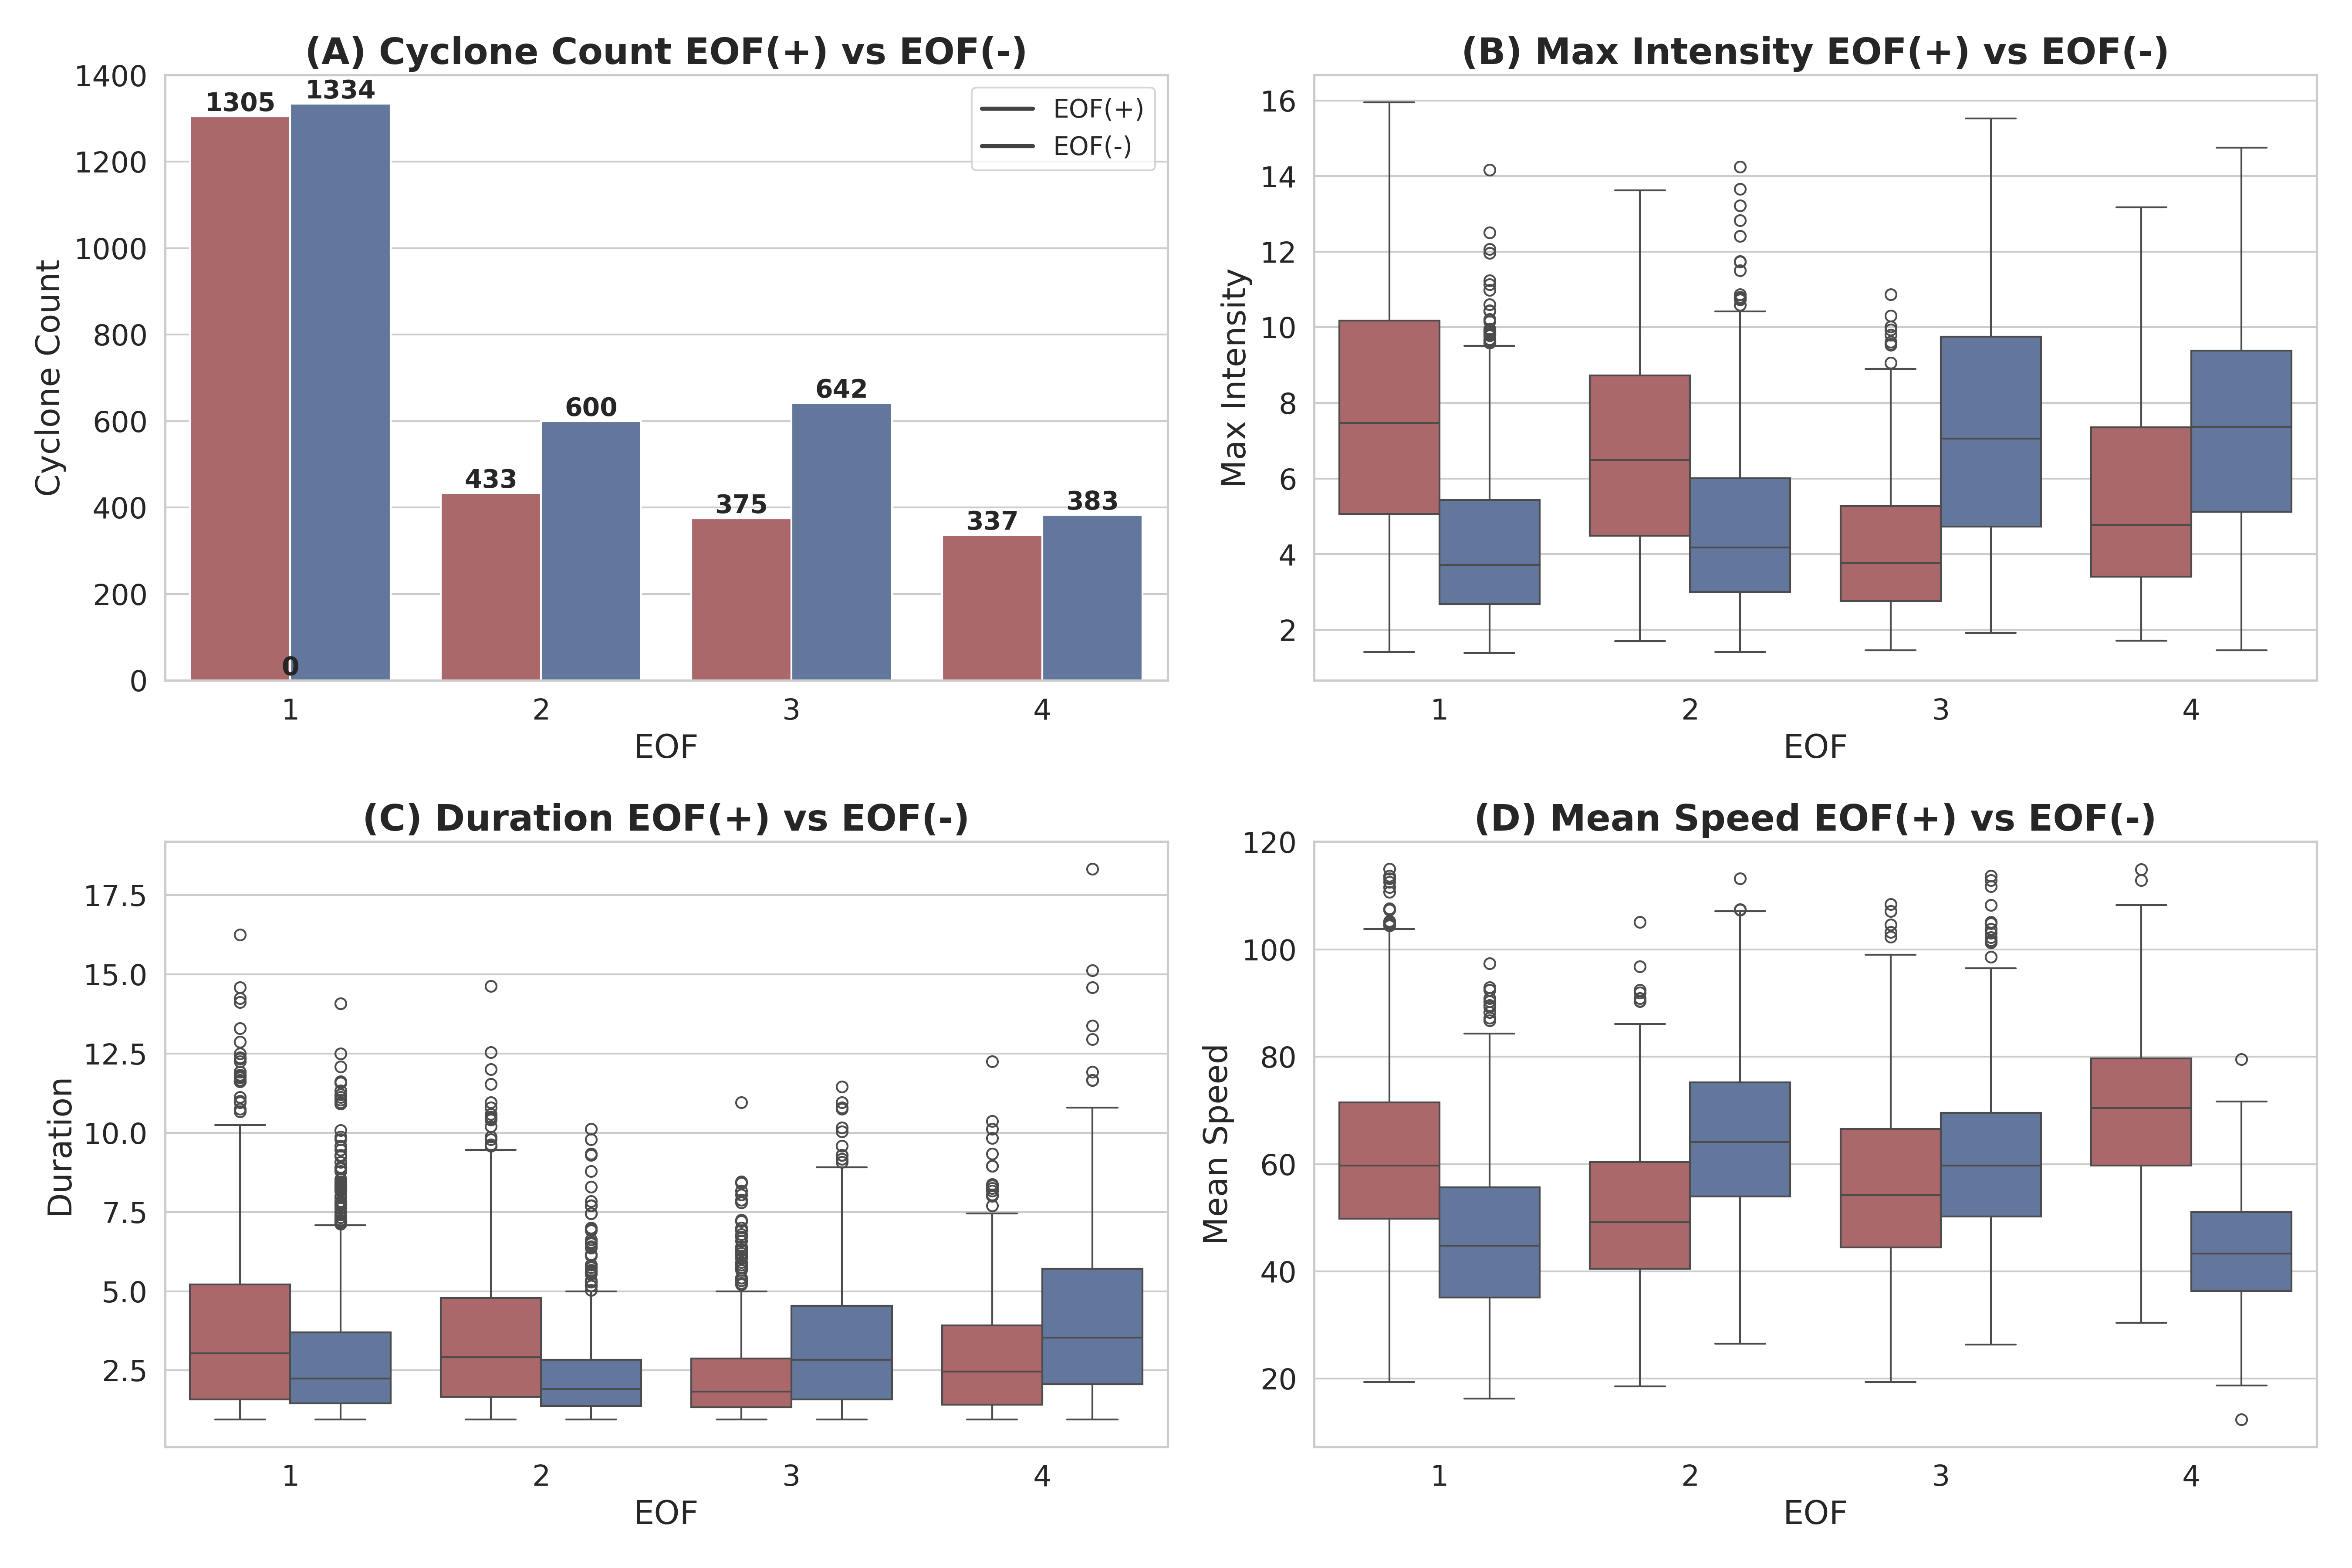 (A) Cyclone Count EOF(+) vs EOF(-)
1400
1200
1000
800
600
400
200
0
Cyclone Count
1305
1334
433
600
375
642
337
383
0
EOF(+)
EOF(-)
1 2 3 4
EOF
(B) Max Intensity EOF(+) vs EOF(-)
16
14
12
10
8
6
4
2
Max Intensity
1 2 3 4
EOF
(C) Duration EOF(+) vs EOF(-)
17.5
15.0
12.5
10.0
7.5
5.0
2.5
Duration
1 2 3 4
EOF
(D) Mean Speed EOF(+) vs EOF(-)
120
100
80
60
40
20
Mean Speed
1 2 3 4
EOF